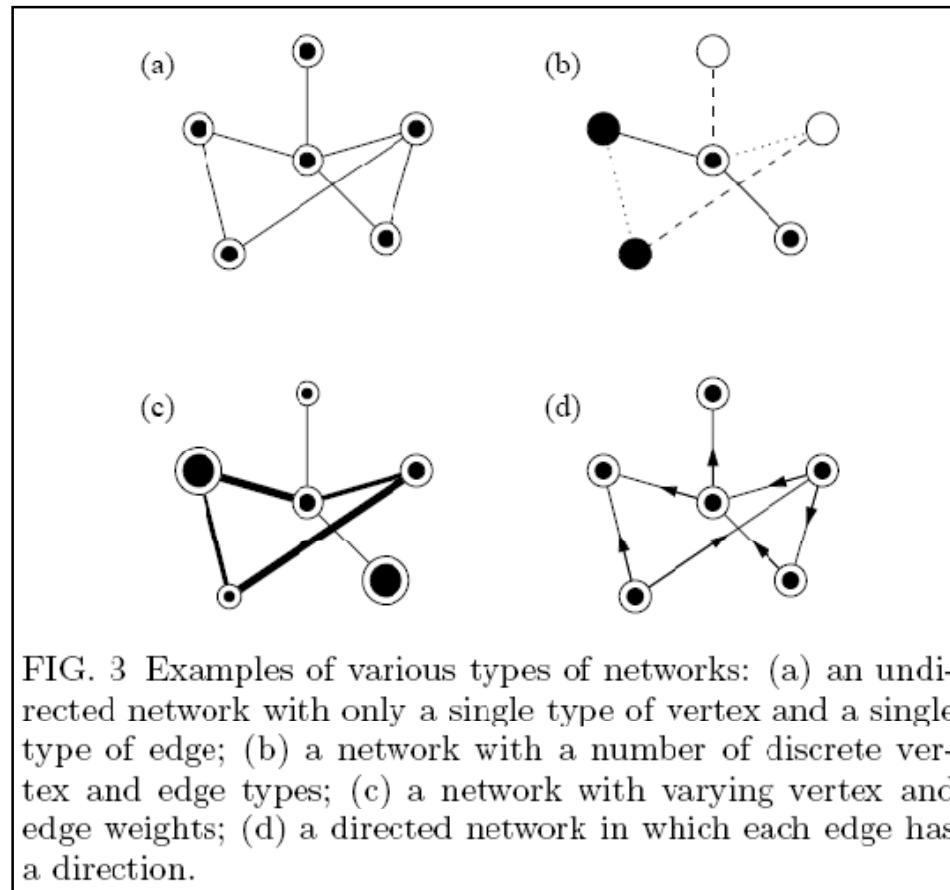 (a)
(b)
(c)
(d)
FIG. 3 Examples of various types of networks: (a) an undi-
rected network with only a single type of vertex and a single
type of edge; (b) a network with a number of discrete ver-
tex and edge types; (c) a network with varying vertex and
edge weights; (d) a directed network in which each edge has
a direction.